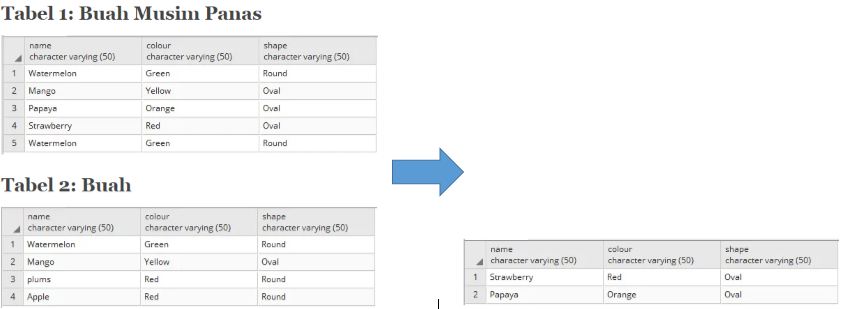 Tabel 1: Buah Musim Panas
name colour shape
character varying (50) character varying (50) character varying (50)
1 Watermelon Green Round
2 Mango Yellow Oval
3 Papaya Orange Oval
4 Strawberry Red Oval
5 Watermelon Green Round
Tabel 2: Buah
name colour shape
character varying (50) character varying (50) character varying (50)
1 Watermelon Green Round
2 Mango Yellow Oval
3 plums Red Round
4 Apple Red Round
name colour shape
character varying (50) character varying (50) character varying (50)
1 Strawberry Red Oval
2 Papaya Orange Oval